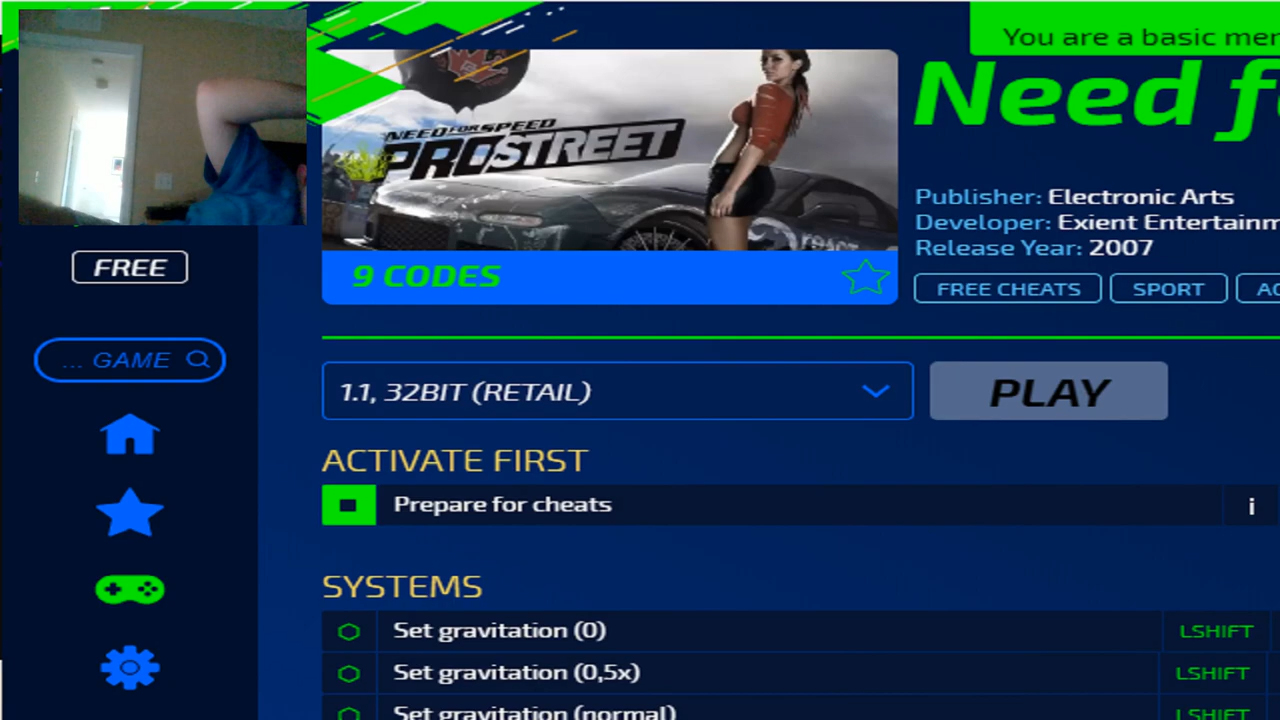 You are a basic mer
Need f
NEED FOR SPEED
PROSTREET
Publisher: Electronic Arts
Developer: Exient Entertainm
Release Year: 2007
FREE
9 CODES
FREE CHEATS
SPORT
AC
... GAME
1.1, 32BIT (RETAIL)
PLAY
ACTIVATE FIRST
Prepare for cheats
i
SYSTEMS
Set gravitation (0)
LSHIFT
Set gravitation (0,5x)
LSHIFT
Set gravitation (normal)
LSHIFT